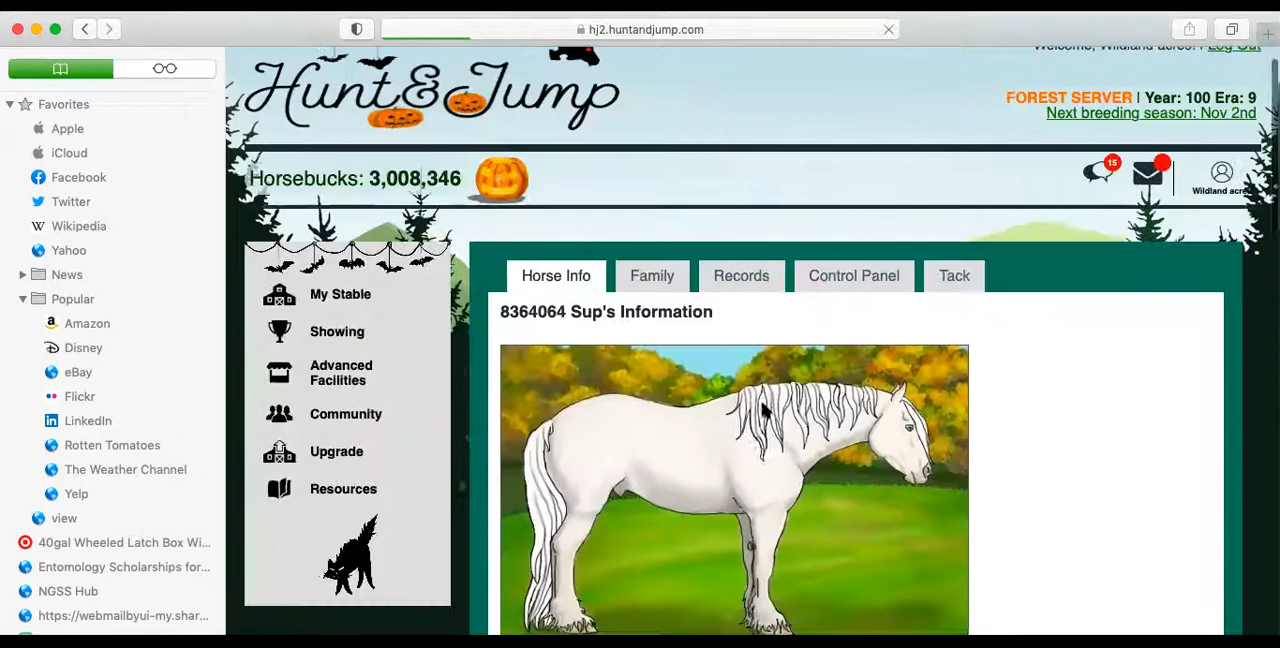 hj2.huntandjump.com
Favorites
Apple
iCloud
Facebook
Twitter
Wikipedia
Yahoo
News
Popular
Amazon
Disney
eBay
Flickr
LinkedIn
Rotten Tomatoes
The Weather Channel
Yelp
view
40gal Wheeled Latch Box Wi...
Entomology Scholarships for...
NGSS Hub
https://webmailbyui-my.shar...
Welcome, Wildland acres! | Log Out
Hunt&Jump
FOREST SERVER | Year: 100 Era: 9
Next breeding season: Nov 2nd
Horsebucks: 3,008,346
15
Wildland acres
My Stable
Showing
Advanced
Facilities
Community
Upgrade
Resources
Horse Info
Family
Records
Control Panel
Tack
8364064 Sup's Information